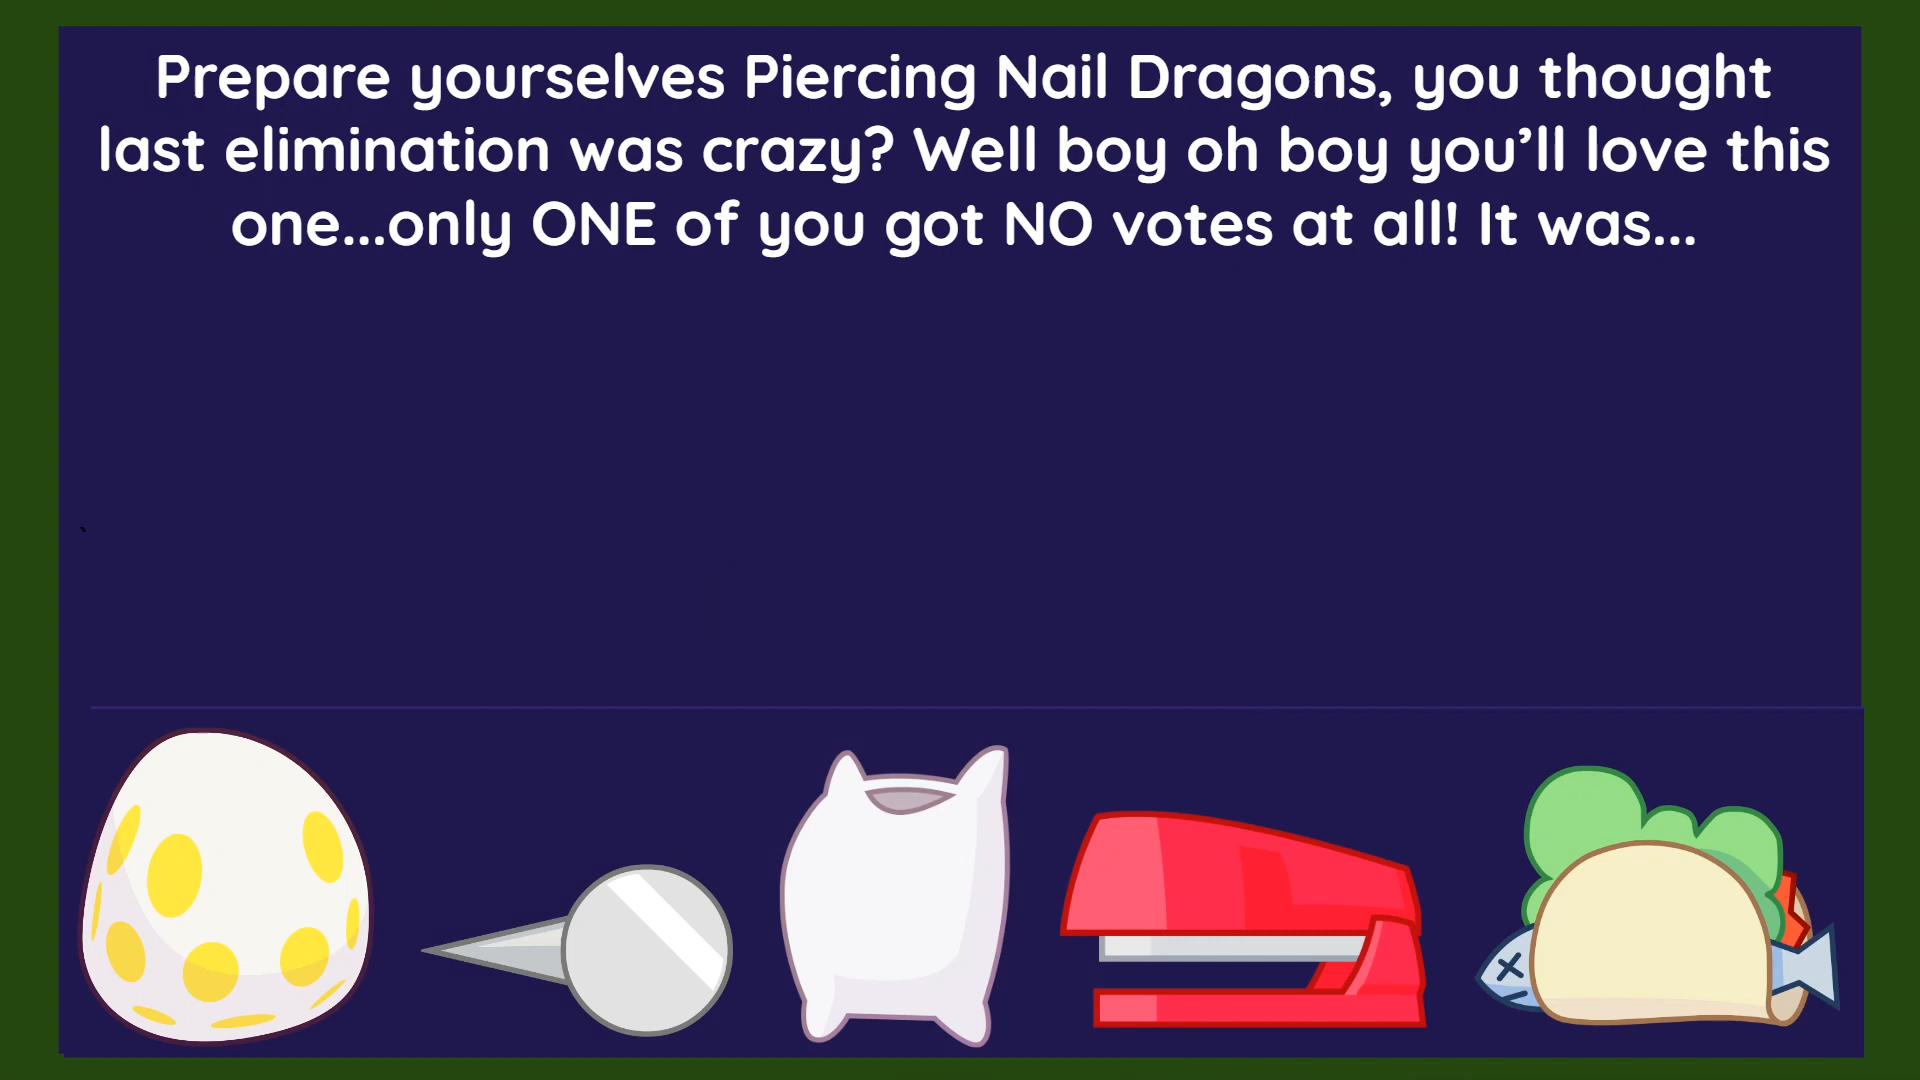 Prepare yourselves Piercing Nail Dragons, you thought
last elimination was crazy? Well boy oh boy you’ll love this
one...only ONE of you got NO votes at all! It was...
`